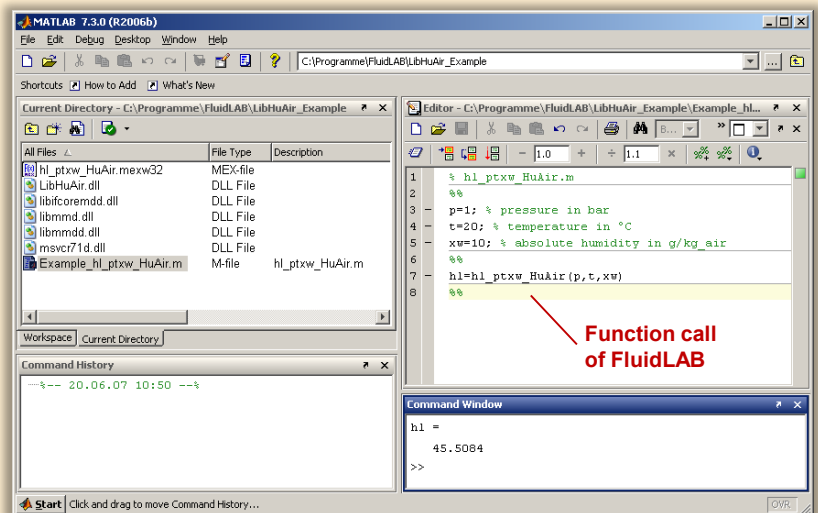 MATLAB 7.3.0 (R2006b)
File Edit Debug Desktop Window Help
C:\Programme\FluidLAB\LibHuAir_Example
Shortcuts How to Add What's New
Current Directory - C:\Programme\FluidLAB\LibHuAir_Example
All Files File Type Description
hl_ptxw_HuAir.mexw32 MEX-file
LibHuAir.dll DLL File
libifcoremdd.dll DLL File
libmmd.dll DLL File
libmmdd.dll DLL File
msvcr71d.dll DLL File
Example_hl_ptxw_HuAir.m M-file hl_ptxw_HuAir.m
Workspace Current Directory
Command History
%-- 20.06.07 10:50 --%
Editor - C:\Programme\FluidLAB\LibHuAir_Example\Example_hl...
B...
- 1.0 + ÷ 1.1 ×
1 % hl_ptxw_HuAir.m
2 %%
3 - p=1; % pressure in bar
4 - t=20; % temperature in °C
5 - xw=10; % absolute humidity in g/kg_air
6 %%
7 - hl=hl_ptxw_HuAir(p,t,xw)
8 %%
Function call
of FluidLAB
Command Window
hl =
45.5084
>>
Start Click and drag to move Command History...
OVR